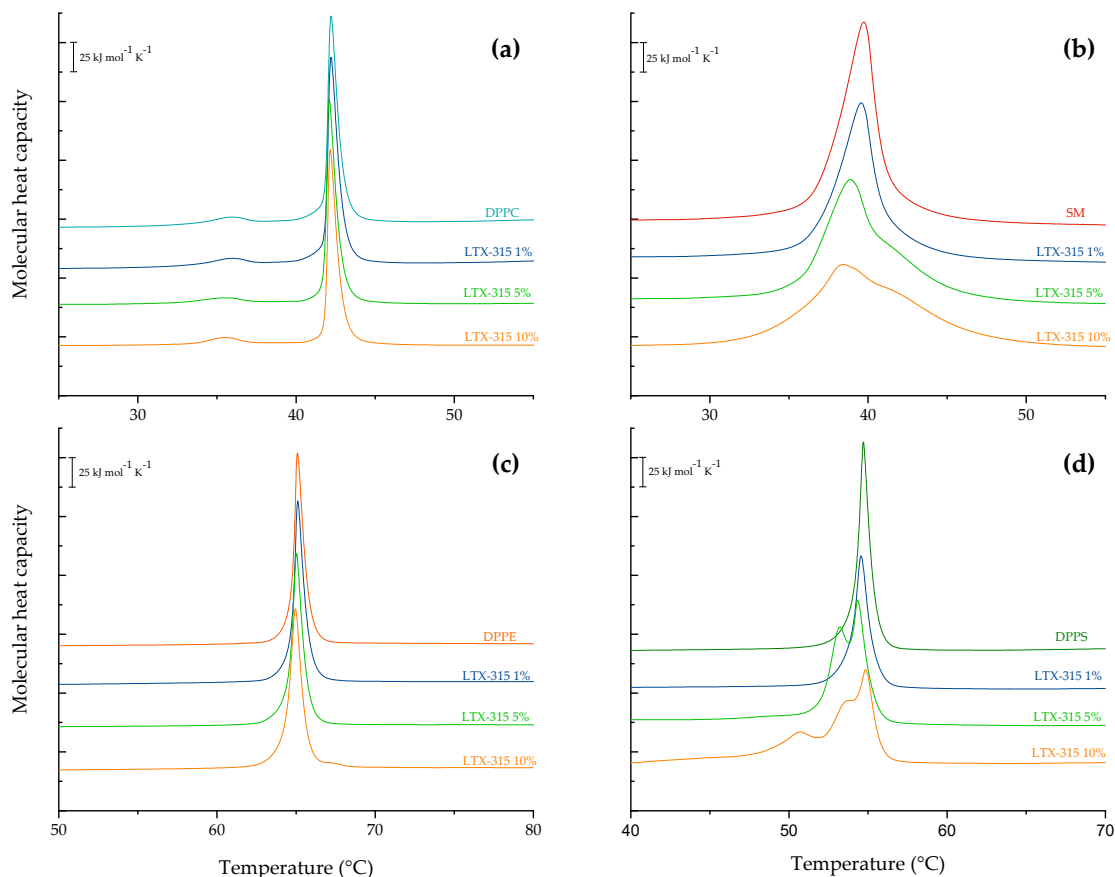 (a)
25 kJ mol⁻¹ K⁻¹
DPPC
LTX-315 1%
LTX-315 5%
LTX-315 10%
30 40 50
Molecular heat capacity
(b)
25 kJ mol⁻¹ K⁻¹
SM
LTX-315 1%
LTX-315 5%
LTX-315 10%
30 40 50
(c)
25 kJ mol⁻¹ K⁻¹
DPPE
LTX-315 1%
LTX-315 5%
LTX-315 10%
50 60 70 80
Molecular heat capacity
Temperature (°C)
(d)
25 kJ mol⁻¹ K⁻¹
DPPS
LTX-315 1%
LTX-315 5%
LTX-315 10%
40 50 60 70
Temperature (°C)